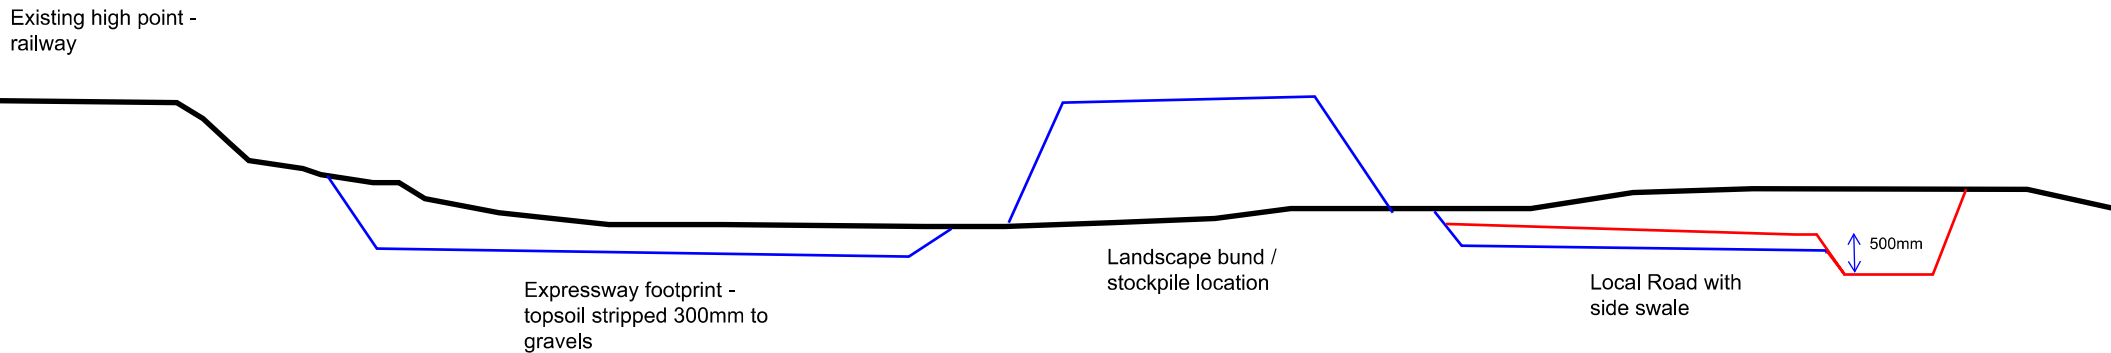 Existing high point -
railway
500mm
Landscape bund /
stockpile location
Local Road with
side swale
Expressway footprint -
topsoil stripped 300mm to
gravels